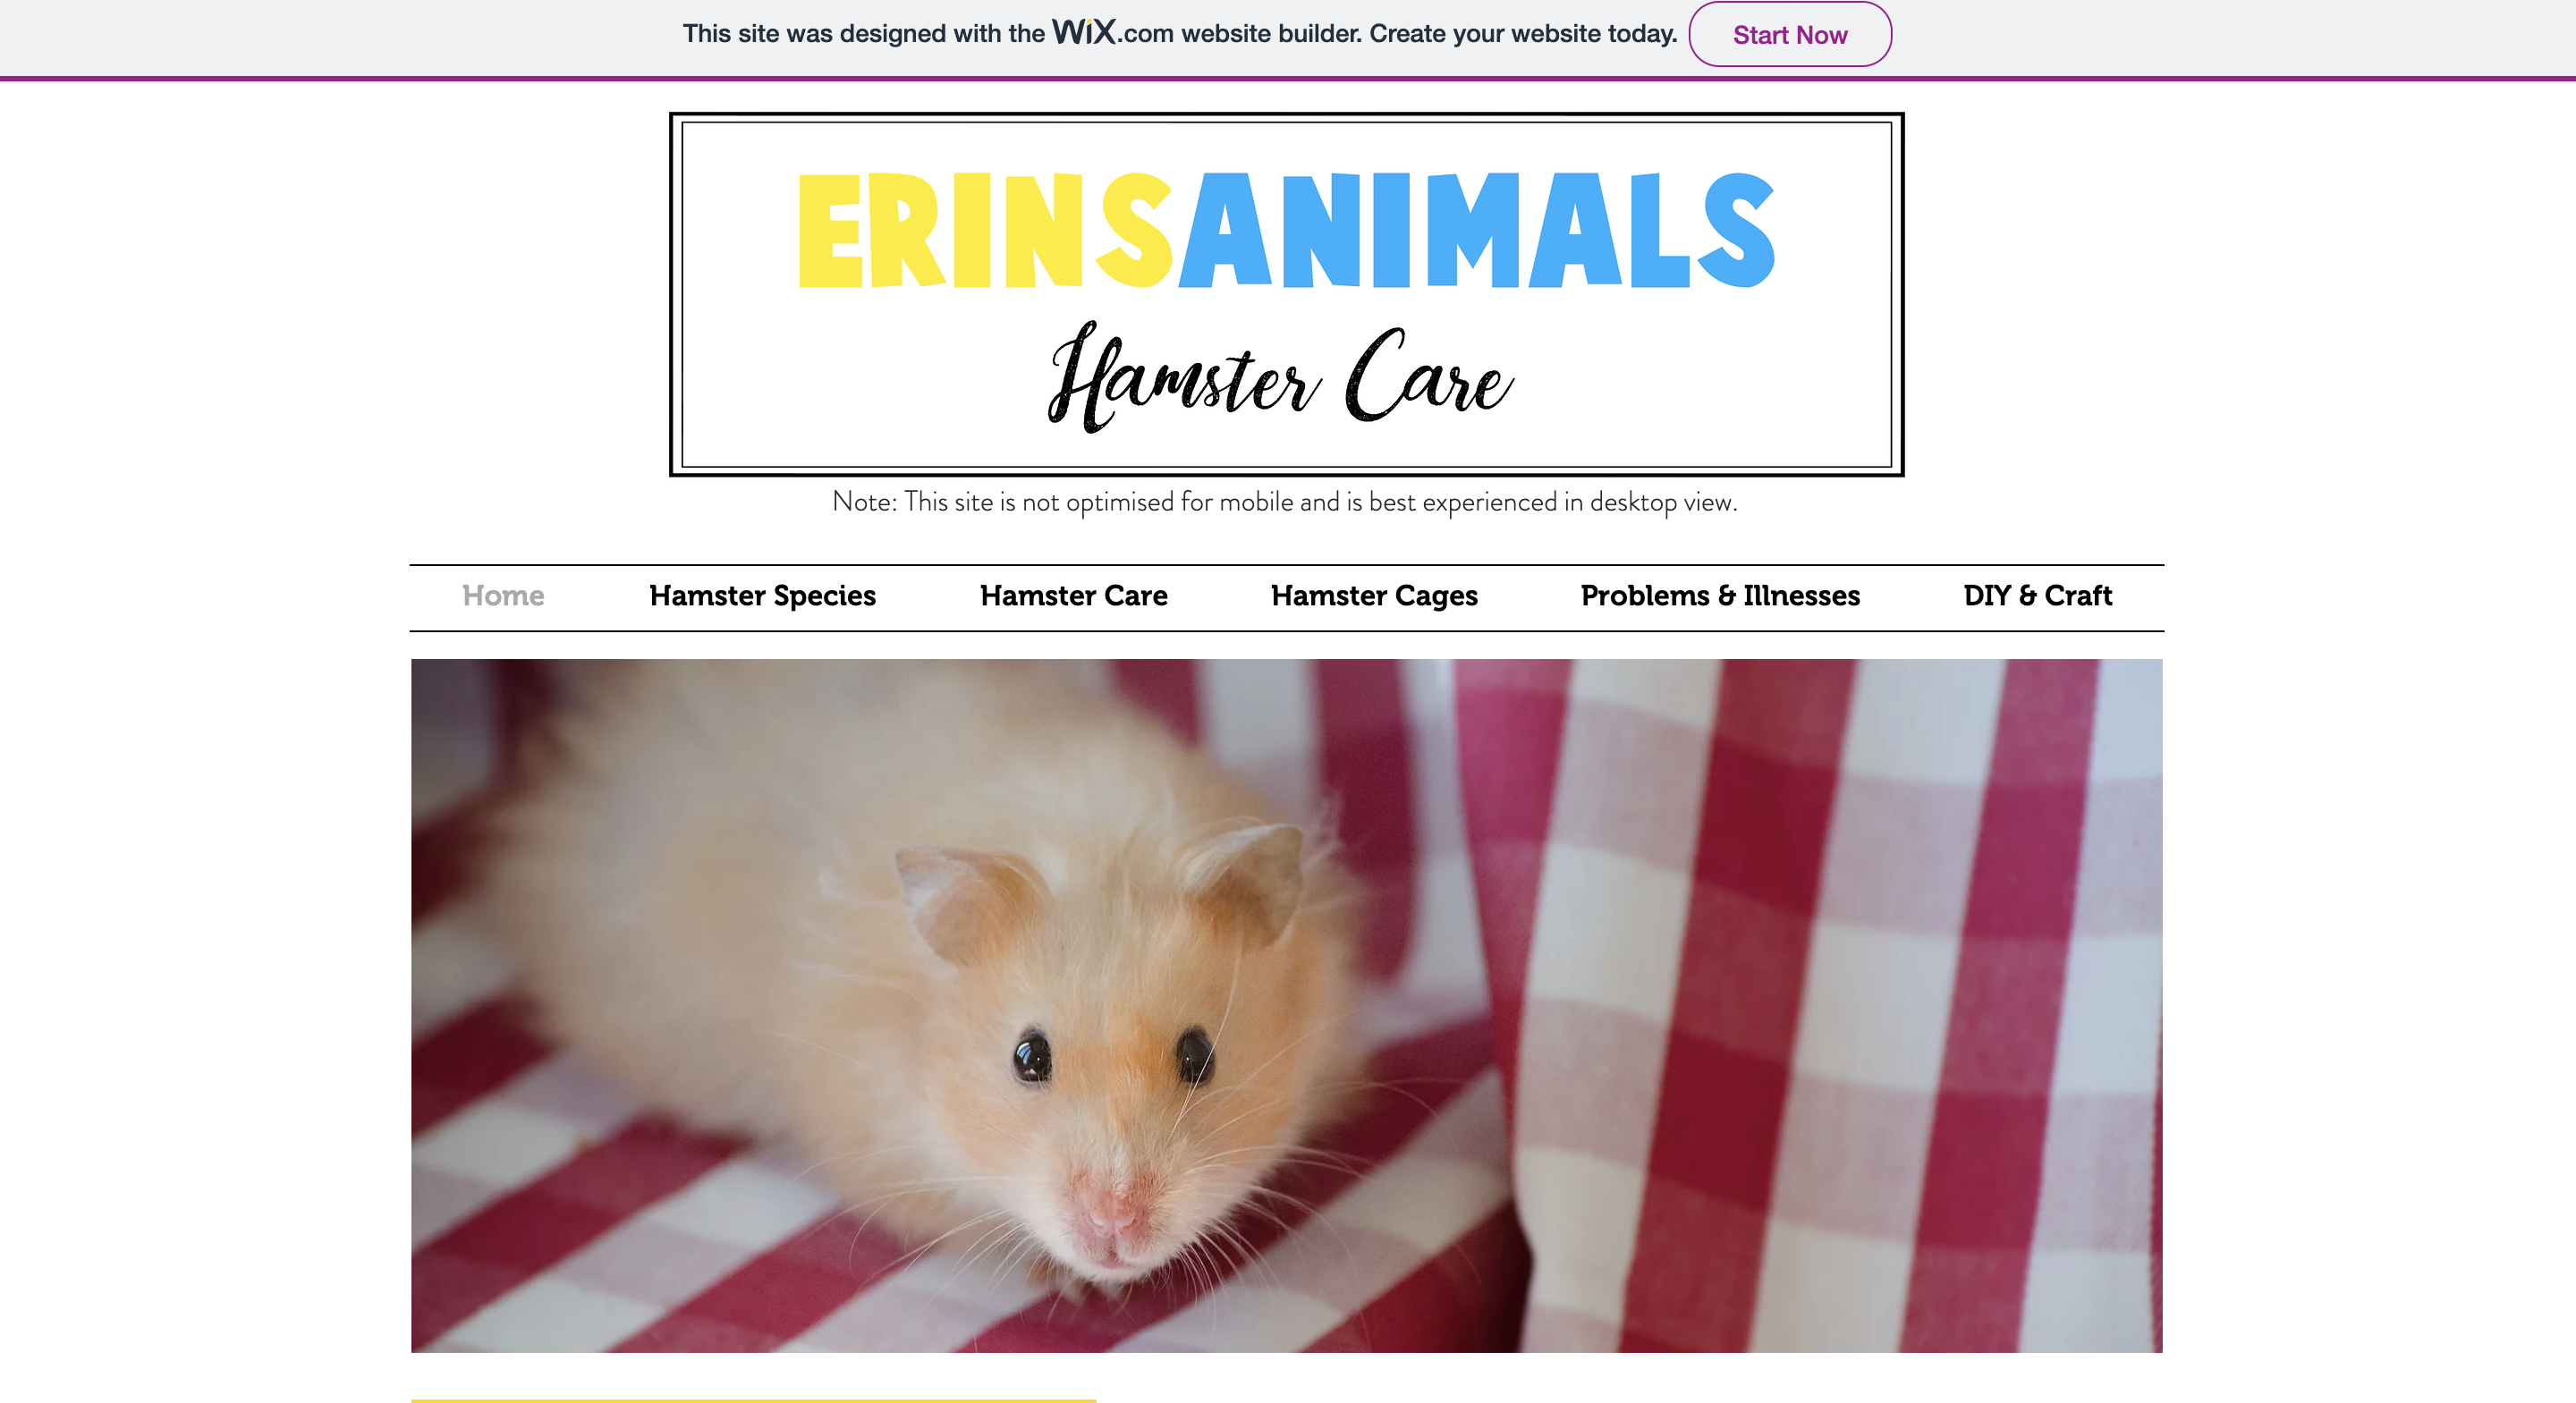 This site was designed with the WiX.com website builder. Create your website today. Start Now
ERINSANIMALS
Hamster Care
Note: This site is not optimised for mobile and is best experienced in desktop view.
Home Hamster Species Hamster Care Hamster Cages Problems & Illnesses DIY & Craft